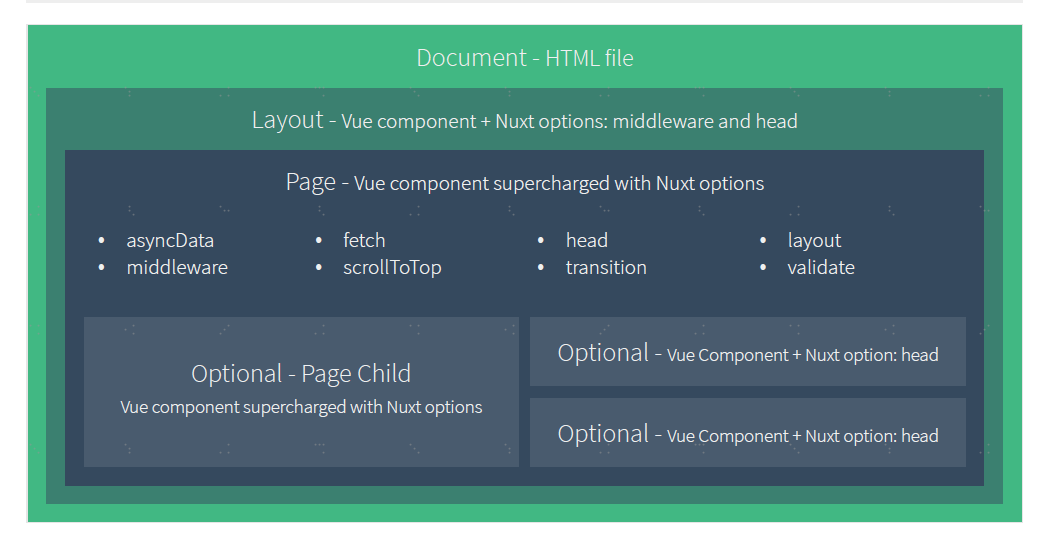 Document - HTML file
Layout - Vue component + Nuxt options: middleware and head
Page - Vue component supercharged with Nuxt options
• asyncData • fetch • head • layout
• middleware • scrollToTop • transition • validate
Optional - Page Child
Vue component supercharged with Nuxt options
Optional - Vue Component + Nuxt option: head
Optional - Vue Component + Nuxt option: head